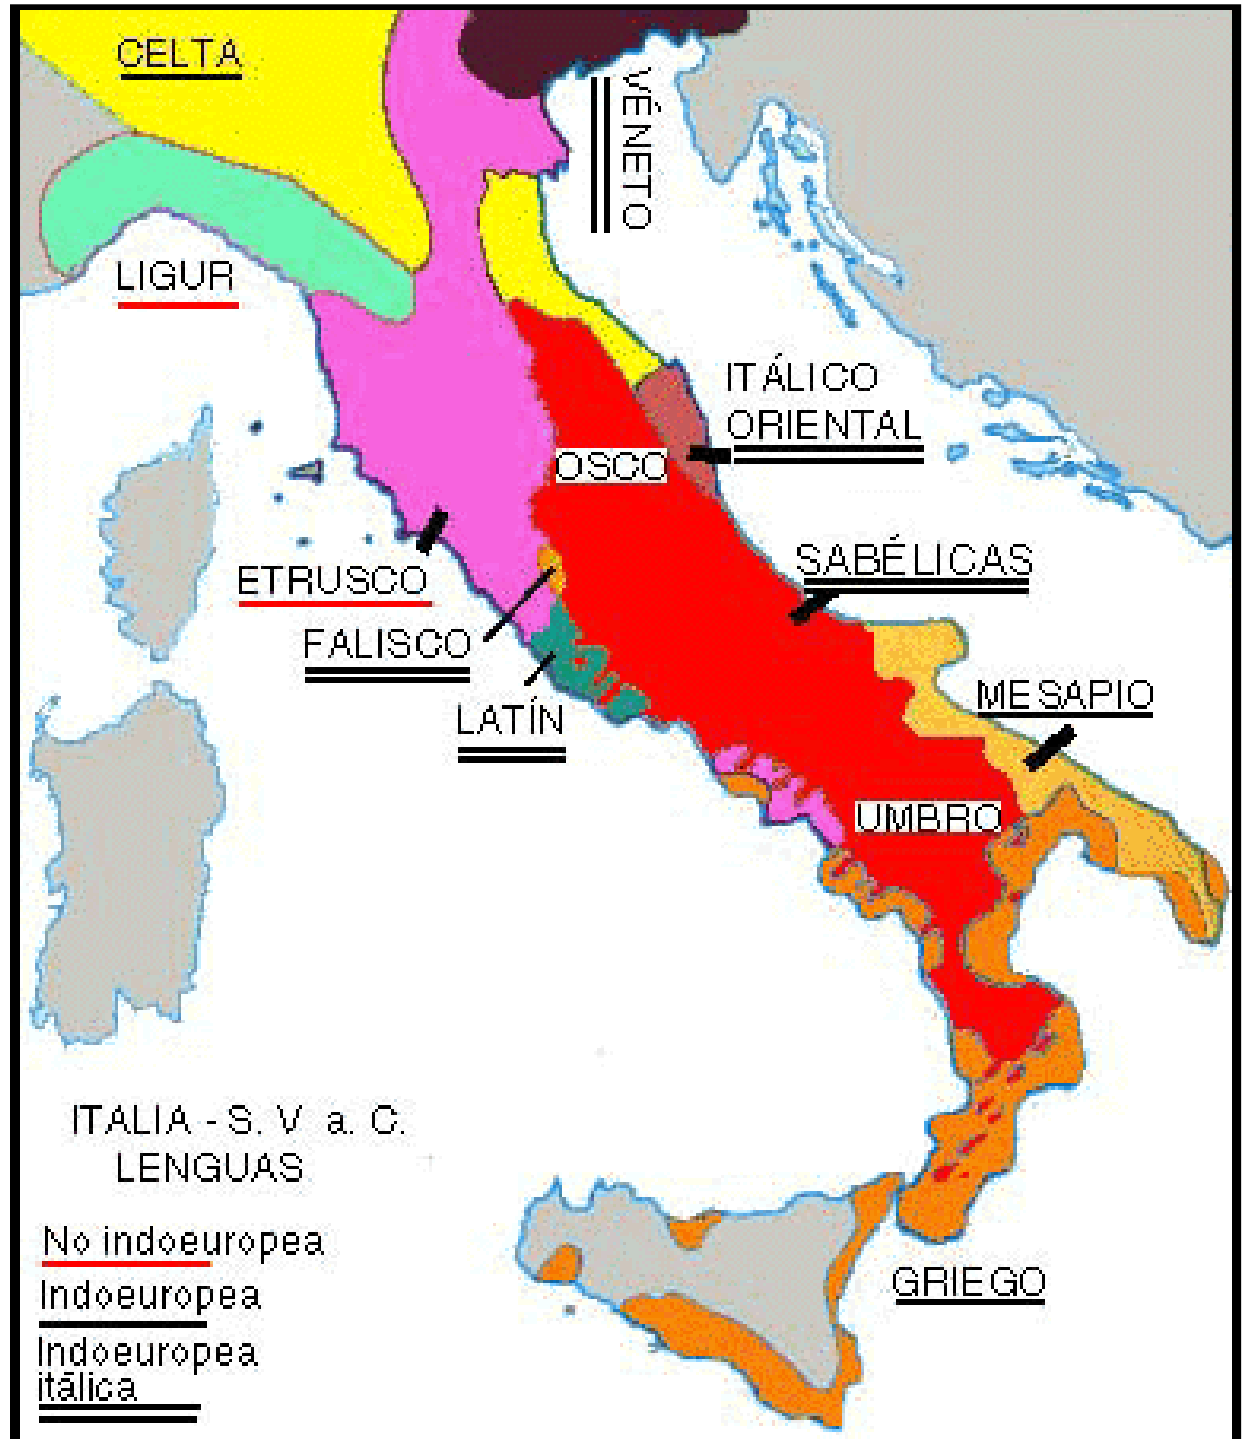 CELTA
VÉNETO
LIGUR
ITÁLICO
ORIENTAL
OSCO
SABÉLICAS
ETRUSCO
FALISCO
MESAPIO
LATÍN
UMBRO
ITALIA - S. V a. C.
LENGUAS
No indoeuropea
GRIEGO
Indoeuropea
Indoeuropea
itálica